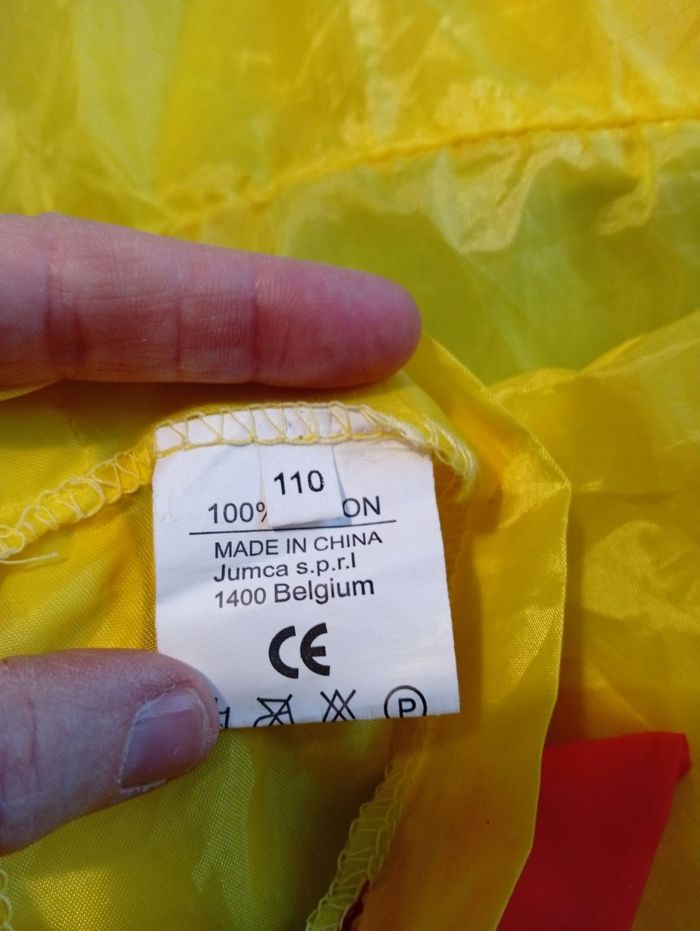 110
100% ON
MADE IN CHINA
Jumca s.p.r.l
1400 Belgium
CE
P